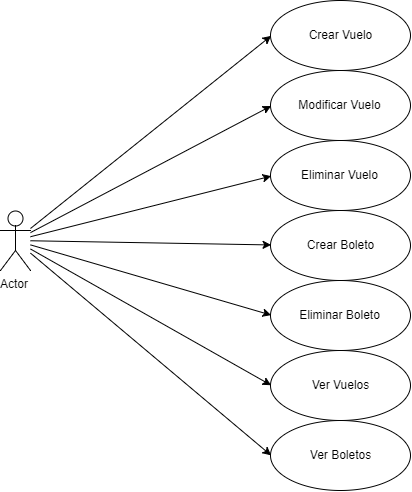 Crear Vuelo
Modificar Vuelo
Eliminar Vuelo
Crear Boleto
Actor
Eliminar Boleto
Ver Vuelos
Ver Boletos